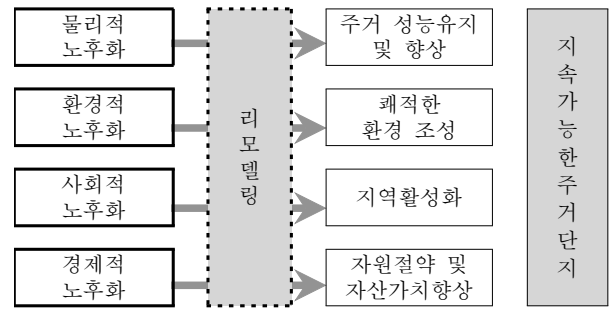 물리적
노후화
환경적
노후화
사회적
노후화
경제적
노후화
리모델링
주거 성능유지
및 향상
쾌적한
환경 조성
지역활성화
자원절약 및
자산가치향상
지속가능한주거단지